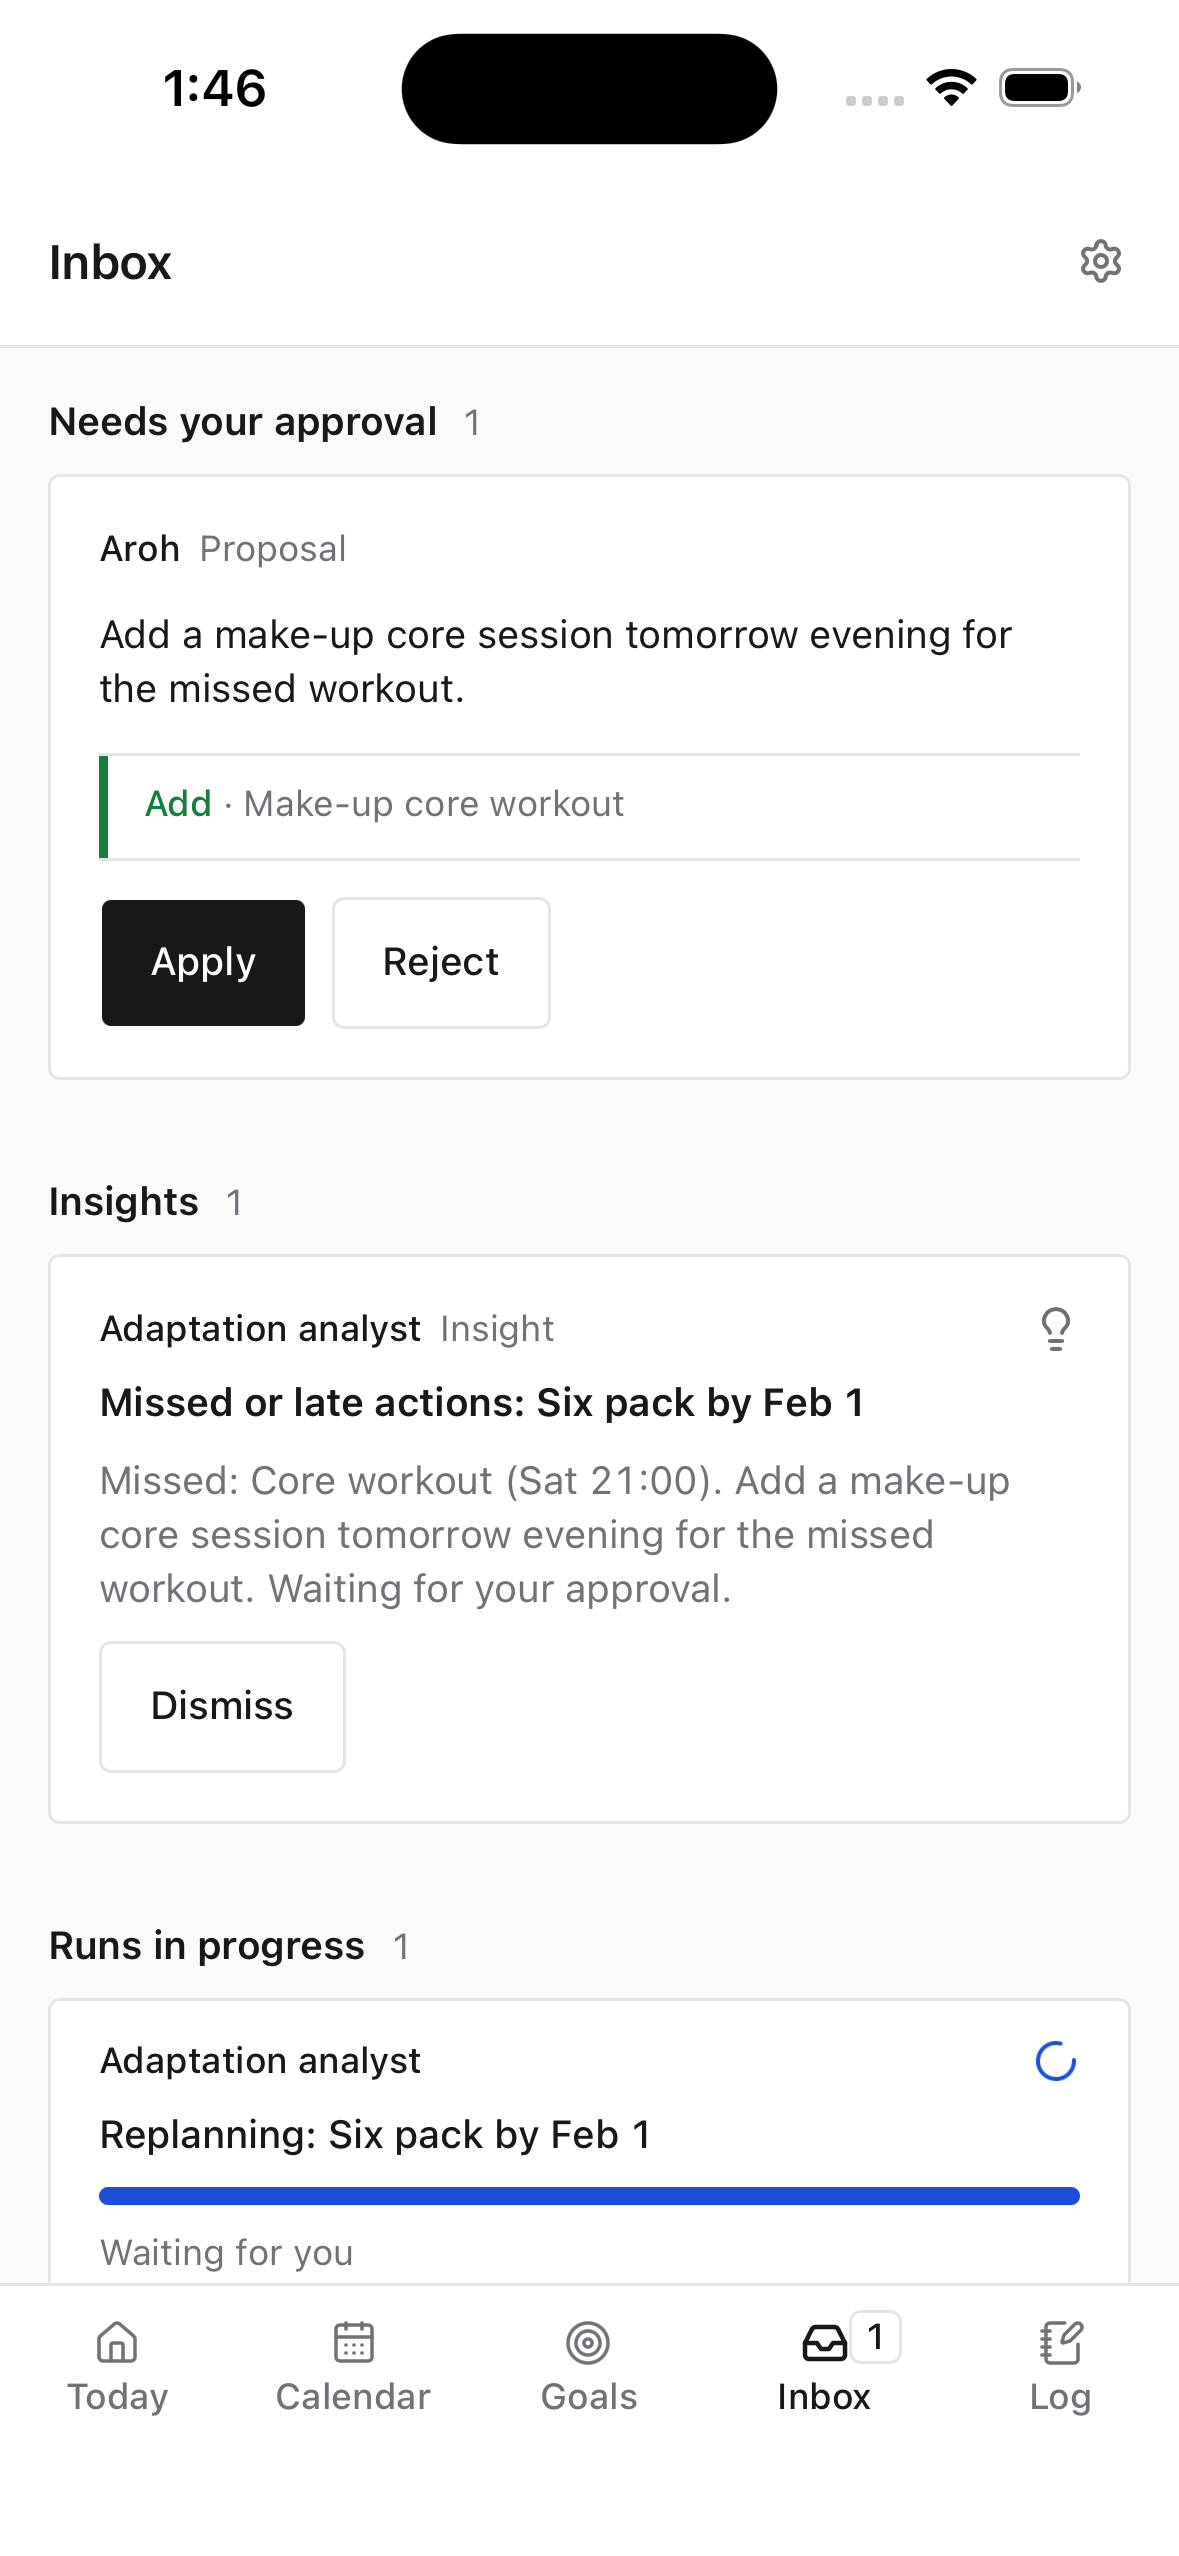 1:46
Inbox
Needs your approval 1
Aroh Proposal
Add a make-up core session tomorrow evening for
the missed workout.
Add · Make-up core workout
Apply Reject
Insights 1
Adaptation analyst Insight
Missed or late actions: Six pack by Feb 1
Missed: Core workout (Sat 21:00). Add a make-up
core session tomorrow evening for the missed
workout. Waiting for your approval.
Dismiss
Runs in progress 1
Adaptation analyst
Replanning: Six pack by Feb 1
Waiting for you
1
Today Calendar Goals Inbox Log